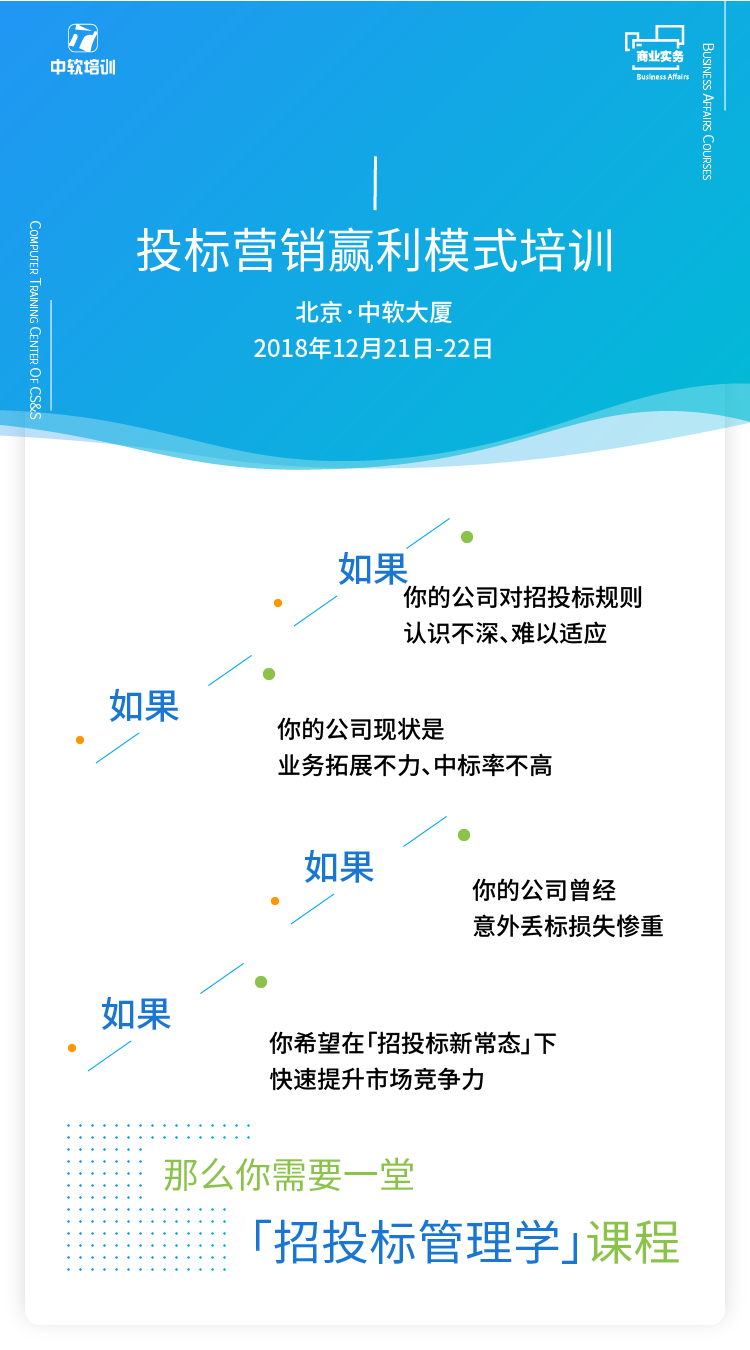 中软培训
商业实务
Business Affairs
BUSINESS AFFAIRS COURSES
COMPUTER TRAINING CENTER OF CS&S
投标营销赢利模式培训
北京·中软大厦
2018年12月21日-22日
如果
你的公司对招投标规则
认识不深、难以适应
如果
你的公司现状是
业务拓展不力、中标率不高
如果
你的公司曾经
意外丢标损失惨重
如果
你希望在「招投标新常态」下
快速提升市场竞争力
那么你需要一堂
「招投标管理学」课程